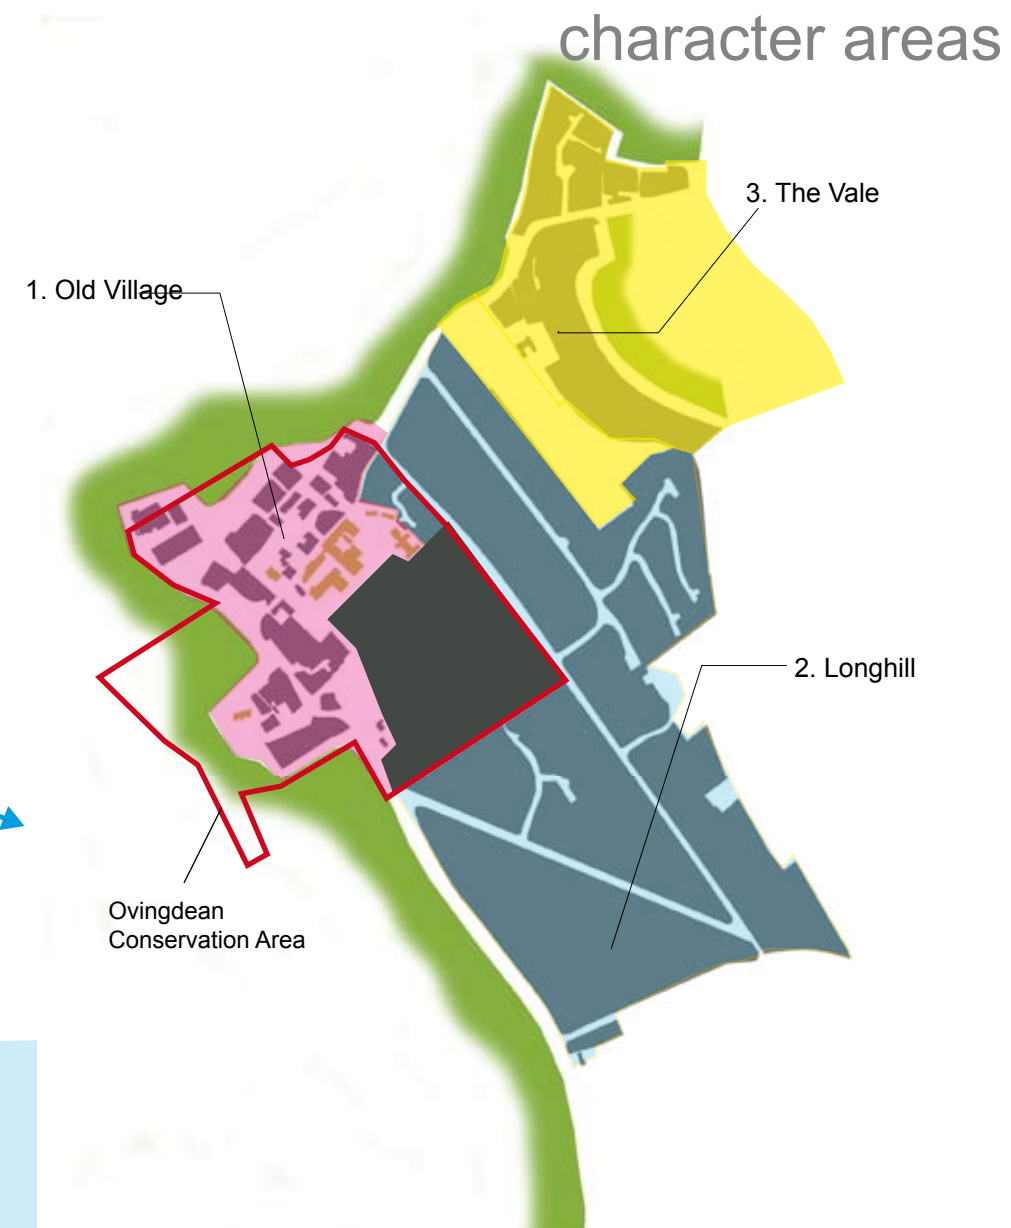 character areas
3. The Vale
1. Old Village
2. Longhill
Ovingdean
Conservation Area